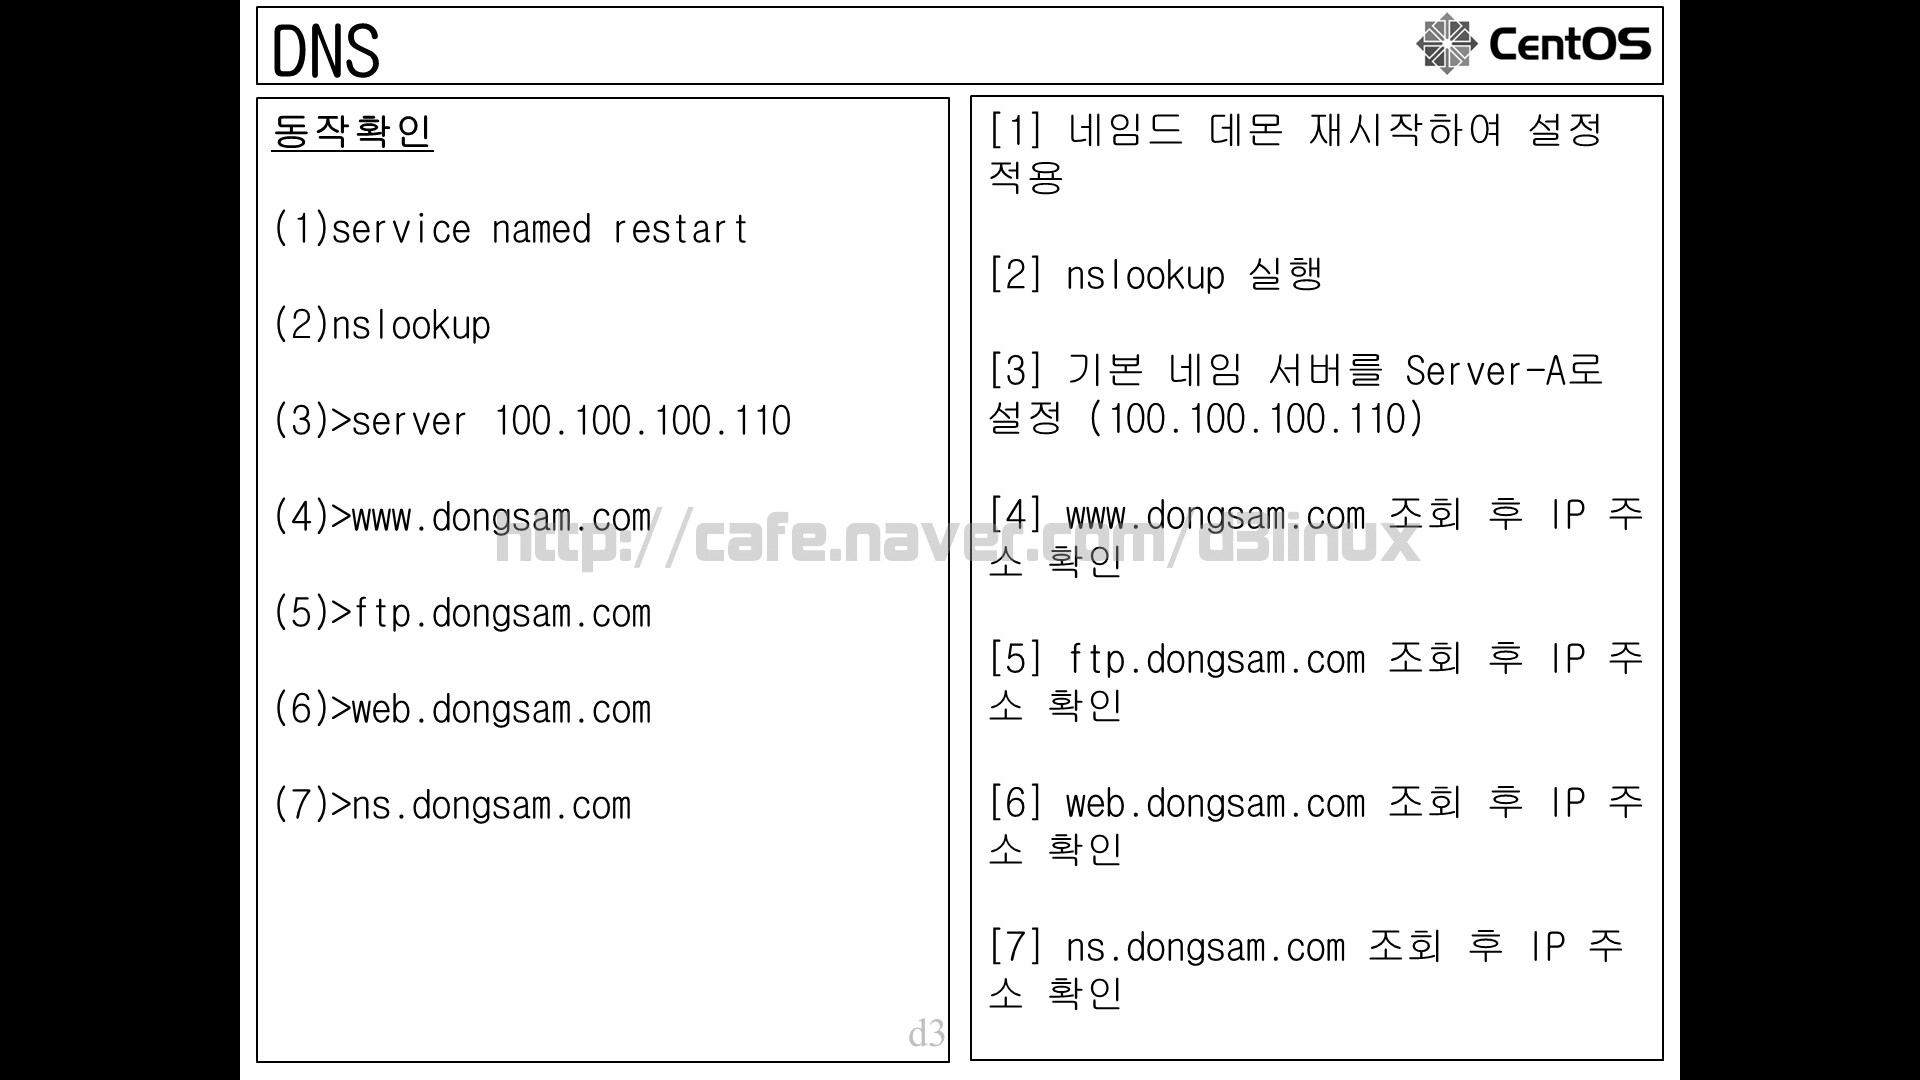 DNS
CentOS
동작확인
(1)service named restart
(2)nslookup
(3)>server 100.100.100.110
(4)>www.dongsam.com
(5)>ftp.dongsam.com
(6)>web.dongsam.com
(7)>ns.dongsam.com
d3
[1] 네임드 데몬 재시작하여 설정
적용
[2] nslookup 실행
[3] 기본 네임 서버를 Server-A로
설정 (100.100.100.110)
[4] www.dongsam.com 조회 후 IP 주
소 확인
[5] ftp.dongsam.com 조회 후 IP 주
소 확인
[6] web.dongsam.com 조회 후 IP 주
소 확인
[7] ns.dongsam.com 조회 후 IP 주
소 확인
http://cafe.naver.com/d3linux